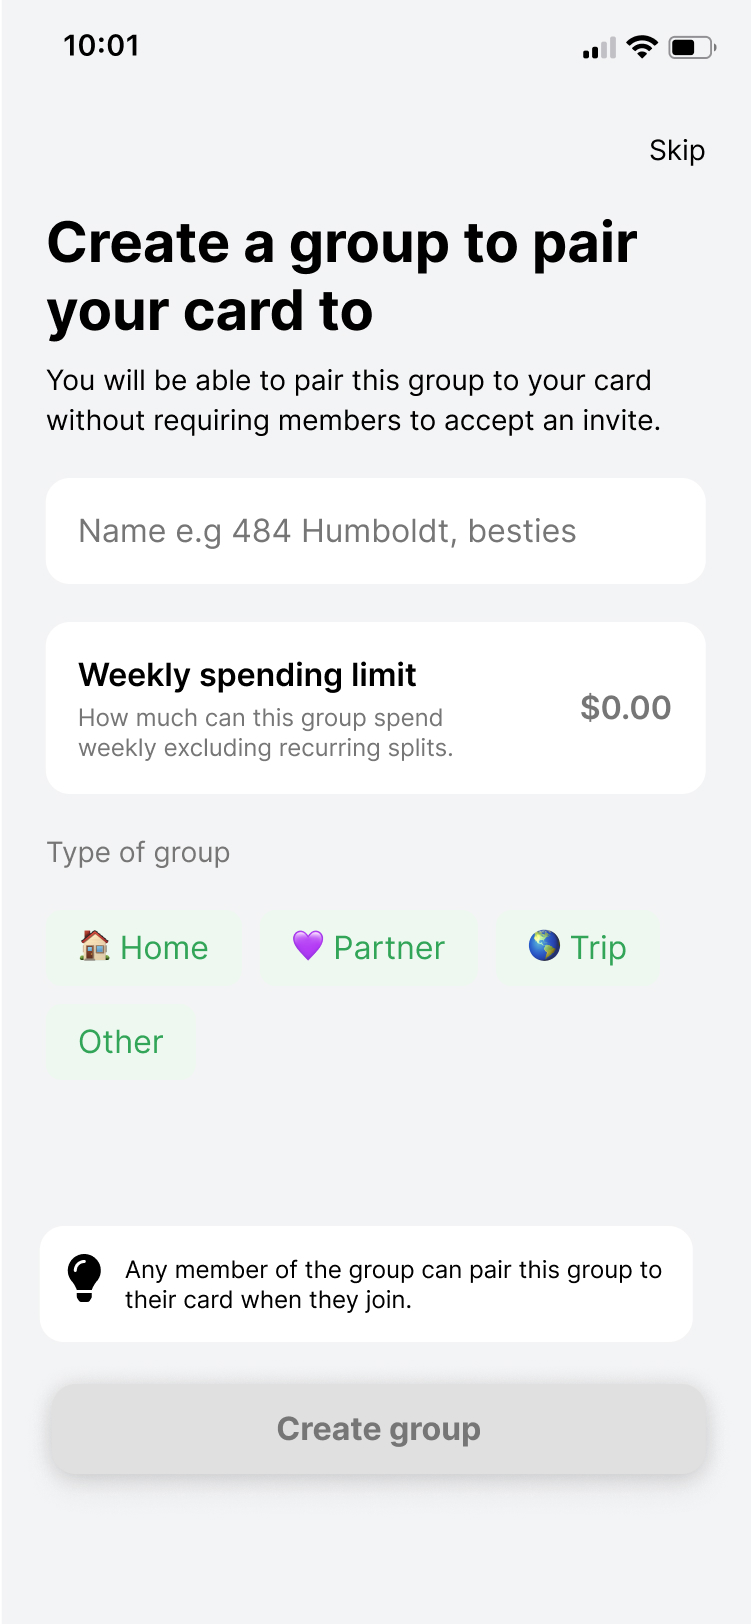 10:01
Skip
Create a group to pair
your card to
You will be able to pair this group to your card
without requiring members to accept an invite.
Name e.g 484 Humboldt, besties
Weekly spending limit
How much can this group spend
weekly excluding recurring splits.
$0.00
Type of group
🏠 Home
💜 Partner
🌎 Trip
Other
Any member of the group can pair this group to
their card when they join.
Create group